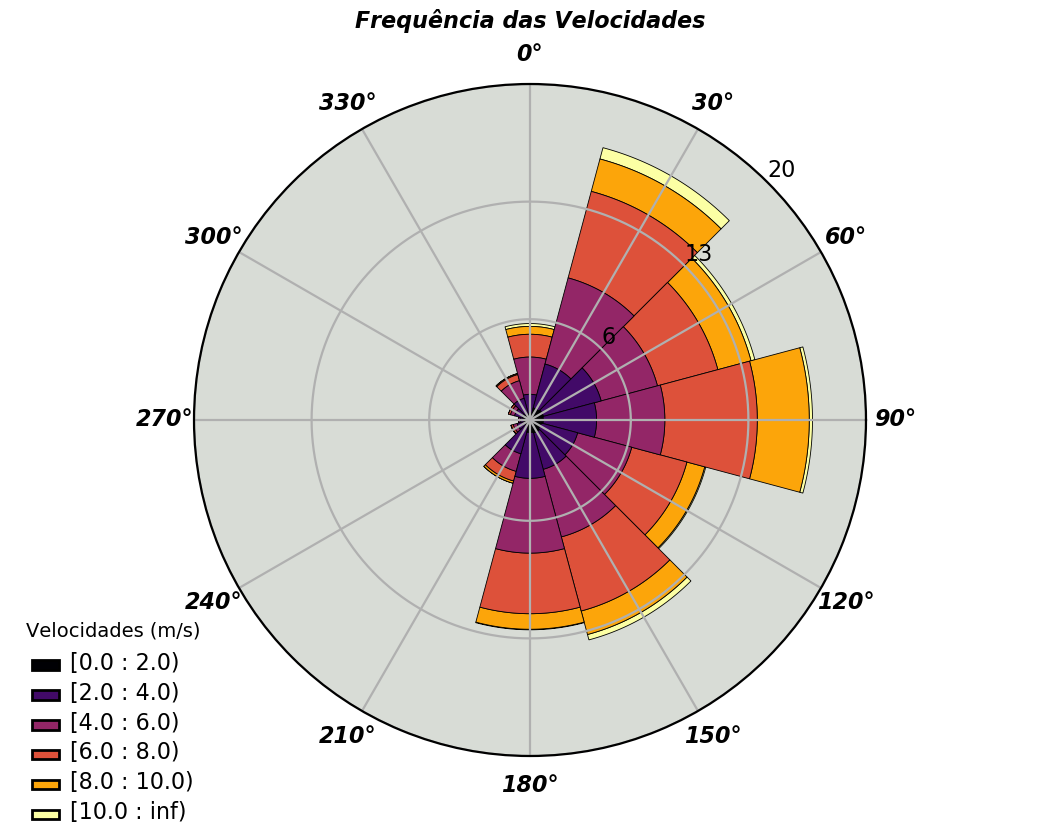 Frequência das Velocidades
0°
330°
30°
20
300°
60°
13
6
270°
90°
240°
120°
210°
150°
180°
Velocidades (m/s)
[0.0 : 2.0)
[2.0 : 4.0)
[4.0 : 6.0)
[6.0 : 8.0)
[8.0 : 10.0)
[10.0 : inf)